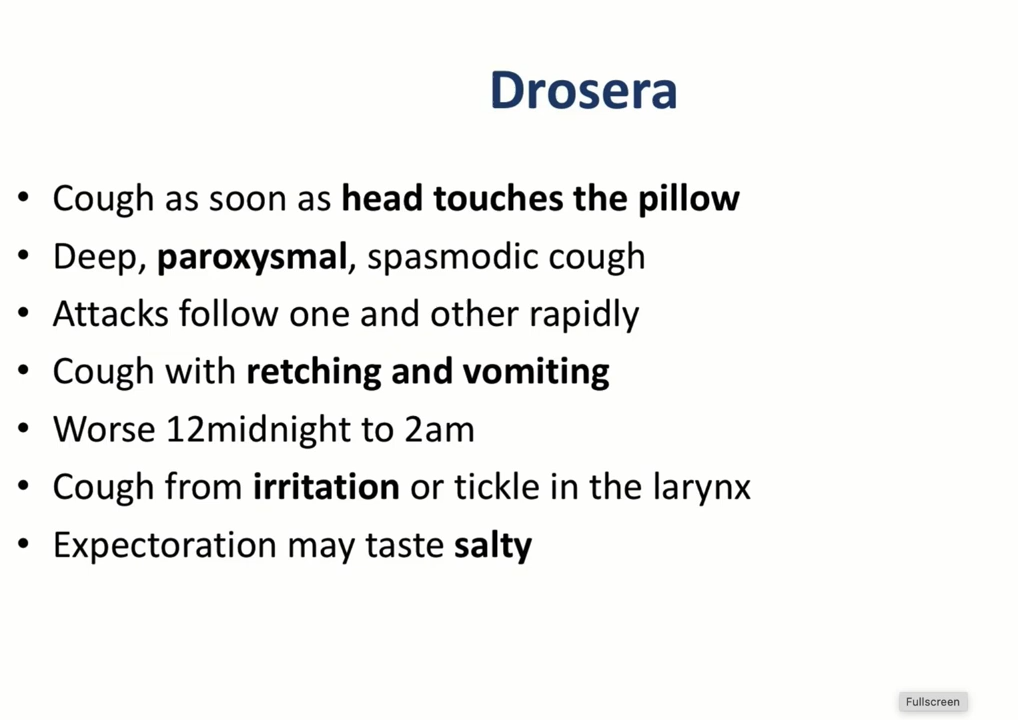 Drosera
• Cough as soon as head touches the pillow
• Deep, paroxysmal, spasmodic cough
• Attacks follow one and other rapidly
• Cough with retching and vomiting
• Worse 12midnight to 2am
• Cough from irritation or tickle in the larynx
• Expectoration may taste salty
Fullscreen